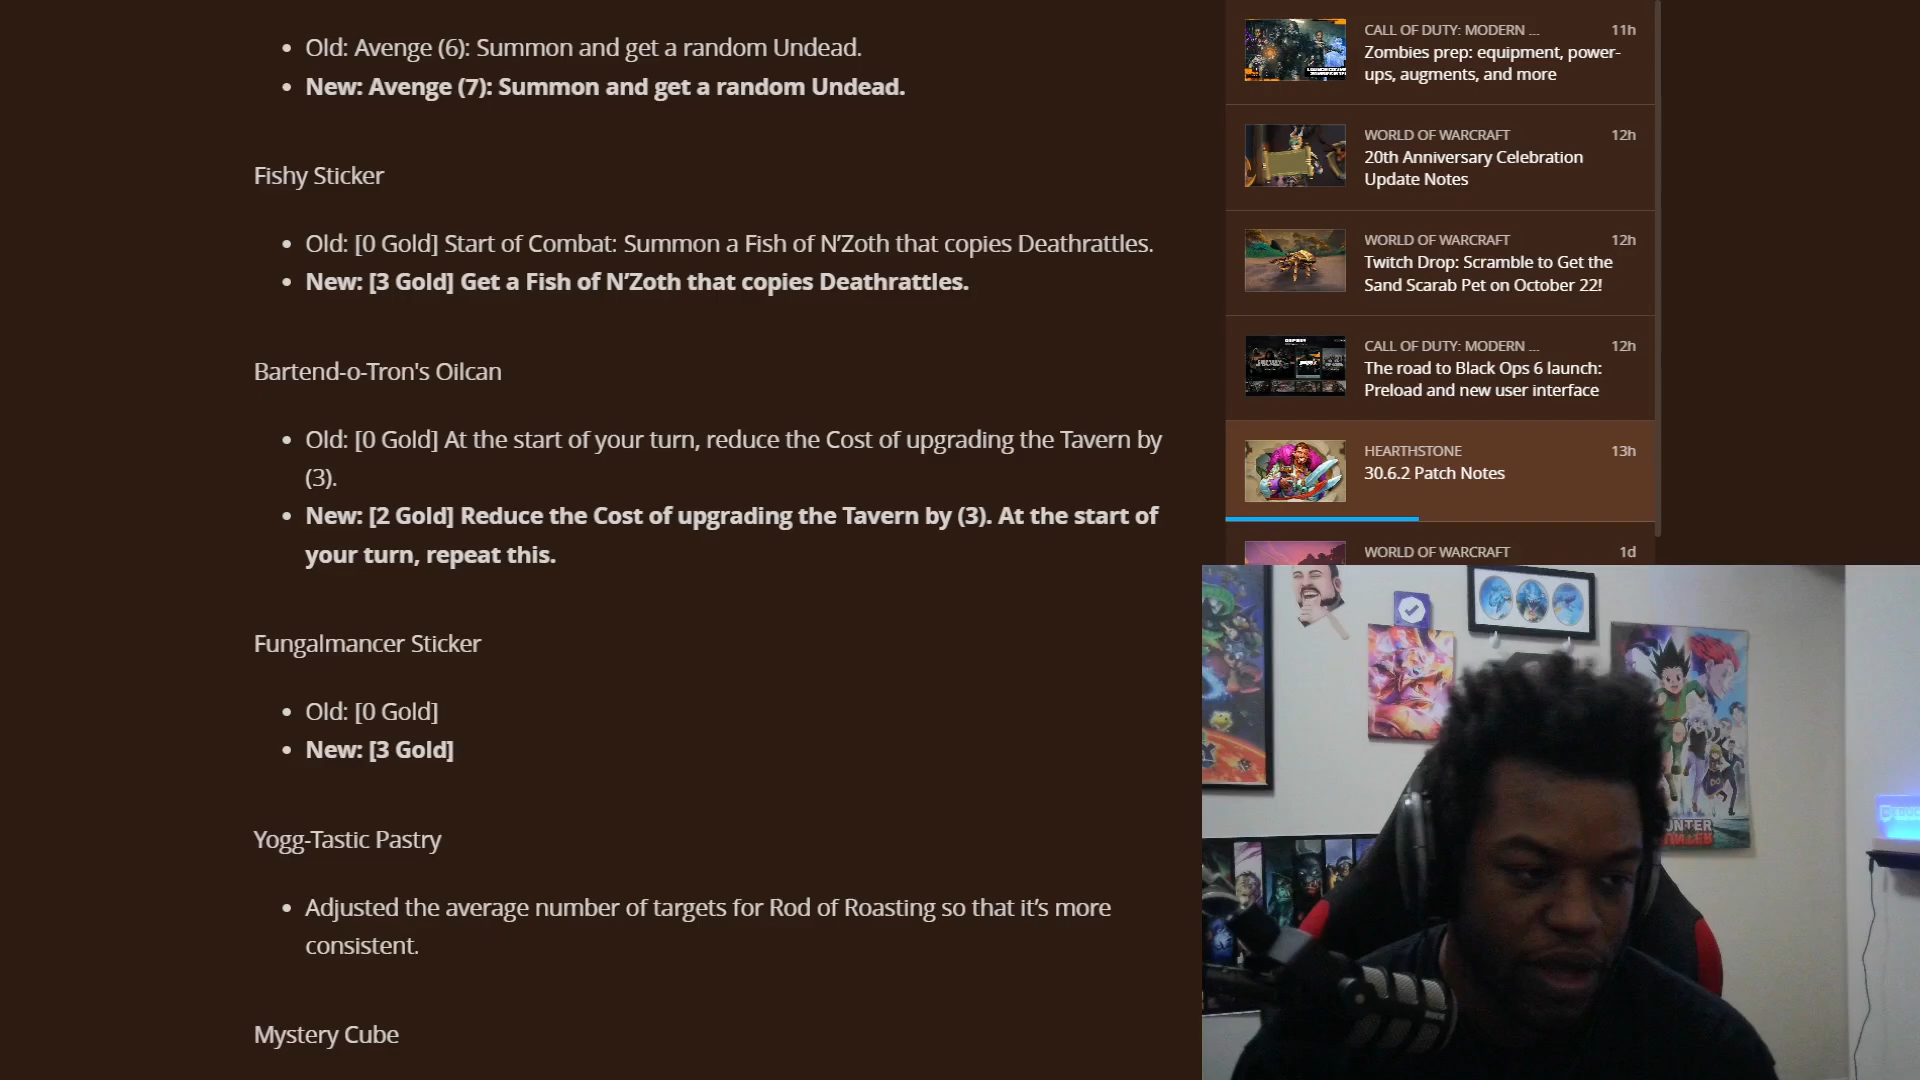 Old: Avenge (6): Summon and get a random Undead.
New: Avenge (7): Summon and get a random Undead.
Fishy Sticker
Old: [0 Gold] Start of Combat: Summon a Fish of N’Zoth that copies Deathrattles.
New: [3 Gold] Get a Fish of N’Zoth that copies Deathrattles.
Bartend-o-Tron's Oilcan
Old: [0 Gold] At the start of your turn, reduce the Cost of upgrading the Tavern by
(3).
New: [2 Gold] Reduce the Cost of upgrading the Tavern by (3). At the start of
your turn, repeat this.
Fungalmancer Sticker
Old: [0 Gold]
New: [3 Gold]
Yogg-Tastic Pastry
Adjusted the average number of targets for Rod of Roasting so that it’s more
consistent.
Mystery Cube
CALL OF DUTY: MODERN ... 11h
Zombies prep: equipment, power-
ups, augments, and more
WORLD OF WARCRAFT 12h
20th Anniversary Celebration
Update Notes
WORLD OF WARCRAFT 12h
Twitch Drop: Scramble to Get the
Sand Scarab Pet on October 22!
CALL OF DUTY: MODERN ... 12h
The road to Black Ops 6 launch:
Preload and new user interface
HEARTHSTONE 13h
30.6.2 Patch Notes
WORLD OF WARCRAFT 1d